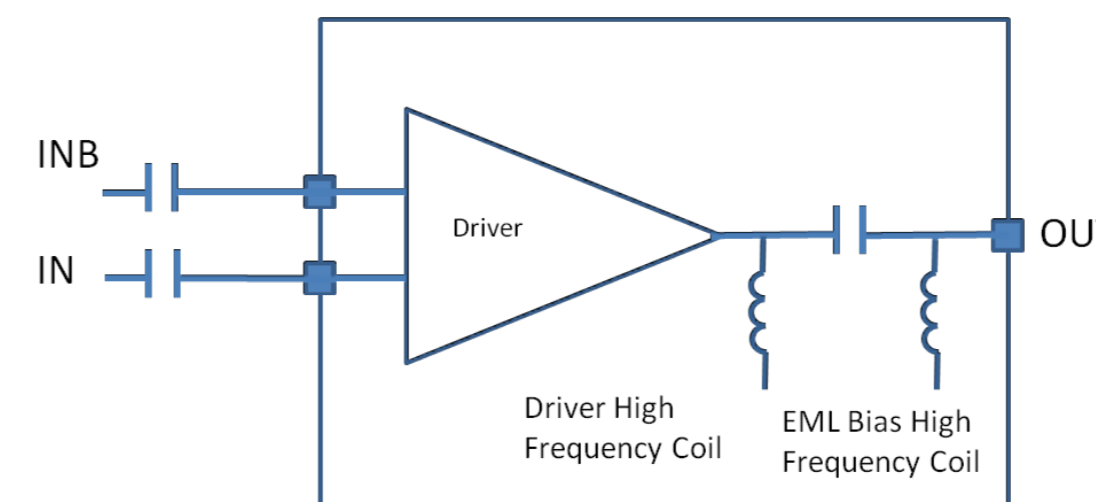 INB
IN
Driver
OU
Driver High
Frequency Coil
EML Bias High
Frequency Coil